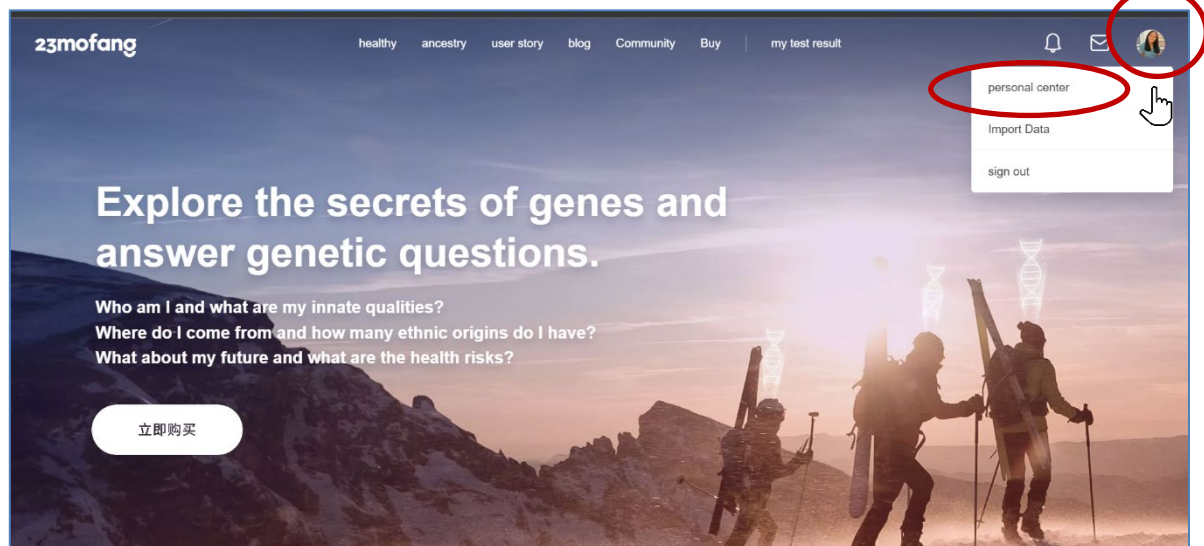 23mofang
healthy ancestry user story blog Community Buy my test result
personal center
Import Data
sign out
Explore the secrets of genes and
answer genetic questions.
Who am I and what are my innate qualities?
Where do I come from and how many ethnic origins do I have?
What about my future and what are the health risks?
立即购买